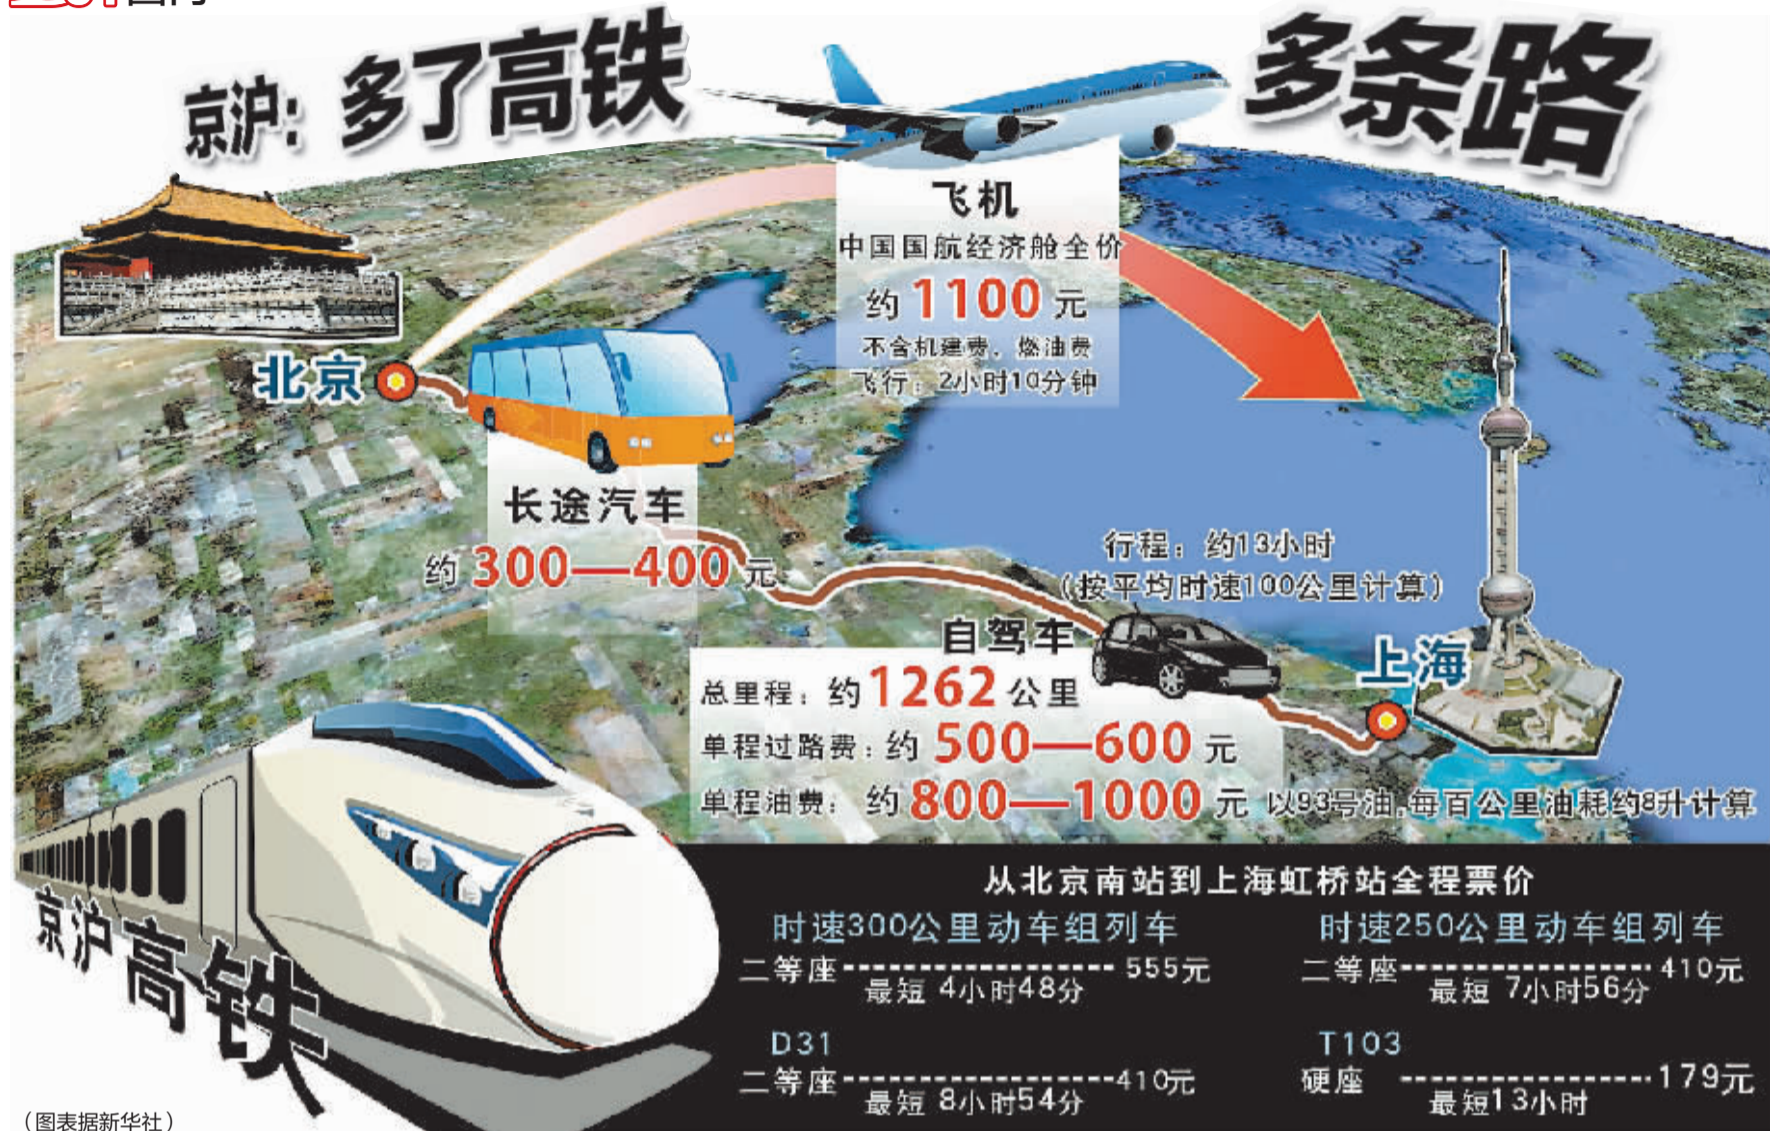 京沪：多了高铁 多条路
飞机
中国国航经济舱全价
约1100元
不含机建费、燃油费
飞行：2小时10分钟
北京
长途汽车
约300—400元
行程：约13小时
（按平均时速100公里计算）
自驾车
上海
总里程：约1262公里
单程过路费：约500—600元
单程油费：约800—1000元 以93号油,每百公里油耗约8升计算
京沪高铁
从北京南站到上海虹桥站全程票价
时速300公里动车组列车
二等座------------------555元
最短 4小时48分
时速250公里动车组列车
二等座------------------410元
最短 7小时56分
D31
二等座------------------410元
最短 8小时54分
T103
硬座 ------------------179元
最短13小时
（图表据新华社）